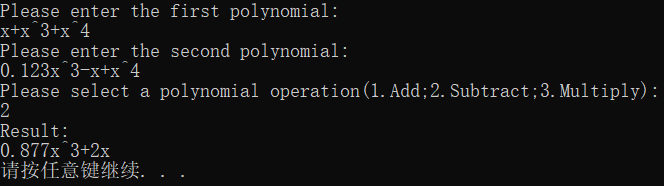 Please enter the first polynomial:
x+x^3+x^4
Please enter the second polynomial:
0.123x^3-x+x^4
Please select a polynomial operation(1.Add;2.Subtract;3.Multiply):
2
Result:
0.877x^3+2x
请按任意键继续. . .